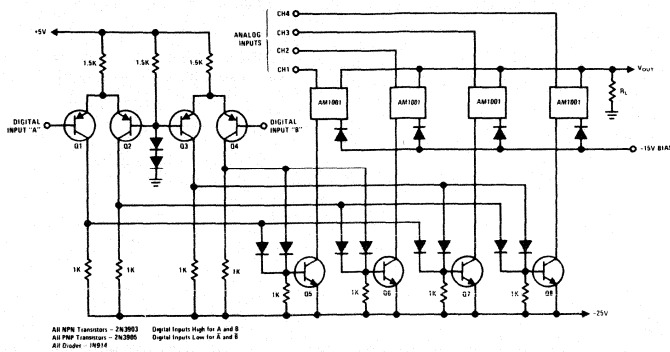 CH4
CH3
CH2
CH1
ANALOG
INPUTS
+5V
1.5K
1.5K
1.5K
AM1001
AM1001
AM1001
AM1001
VOUT
RL
DIGITAL
INPUT "A"
Q1
Q2
Q3
Q4
DIGITAL
INPUT "B"
-15V BIAS
1K
1K
1K
1K
1K
1K
1K
1K
Q5
Q6
Q7
Q8
-25V
All NPN Transistors – 2N3903
All PNP Transistors – 2N3905
All Diodes – 1N914
Digital Inputs High for A and B
Digital Inputs Low for Ā and B̄